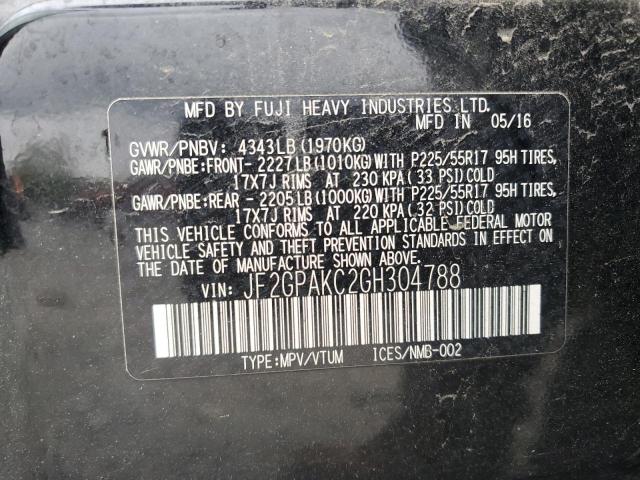 MFD BY FUJI HEAVY INDUSTRIES LTD.
MFD IN 05/16
GVWR/PNBV: 4343LB(1970KG)
GAWR/PNBE:FRONT- 2227LB(1010KG)WITH P225/55R17 95H TIRES,
17X7J RIMS AT 230 KPA(33 PSI)COLD
GAWR/PNBE:REAR - 2205LB(1000KG)WITH P225/55R17 95H TIRES,
17X7J RIMS AT 220 KPA(32 PSI)COLD
THIS VEHICLE CONFORMS TO ALL APPLICABLE FEDERAL MOTOR
VEHICLE SAFETY AND THEFT PREVENTION STANDARDS IN EFFECT ON
THE DATE OF MANUFACTURE SHOWN ABOVE.
VIN: JF2GPAKC2GH304788
TYPE:MPV/VTUM ICES/NMB-002